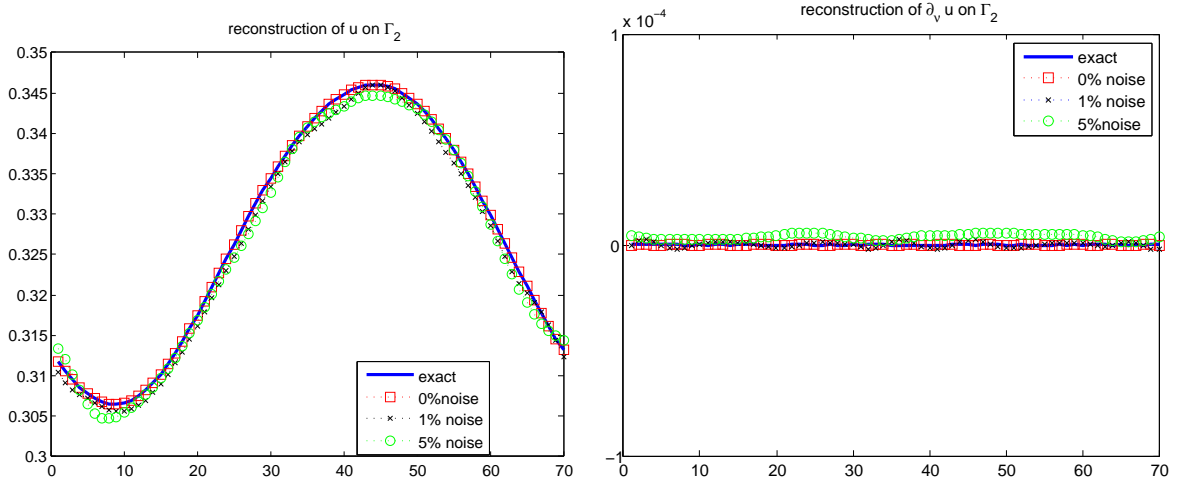 reconstruction of u on Γ2
0.35
0.345
0.34
0.335
0.33
0.325
0.32
0.315
0.31
0.305
0.3
0 10 20 30 40 50 60 70
exact
0%noise
1% noise
5% noise
reconstruction of ∂ν u on Γ2
1 x 10^-4
0
-1
0 10 20 30 40 50 60 70
exact
0% noise
1% noise
5%noise